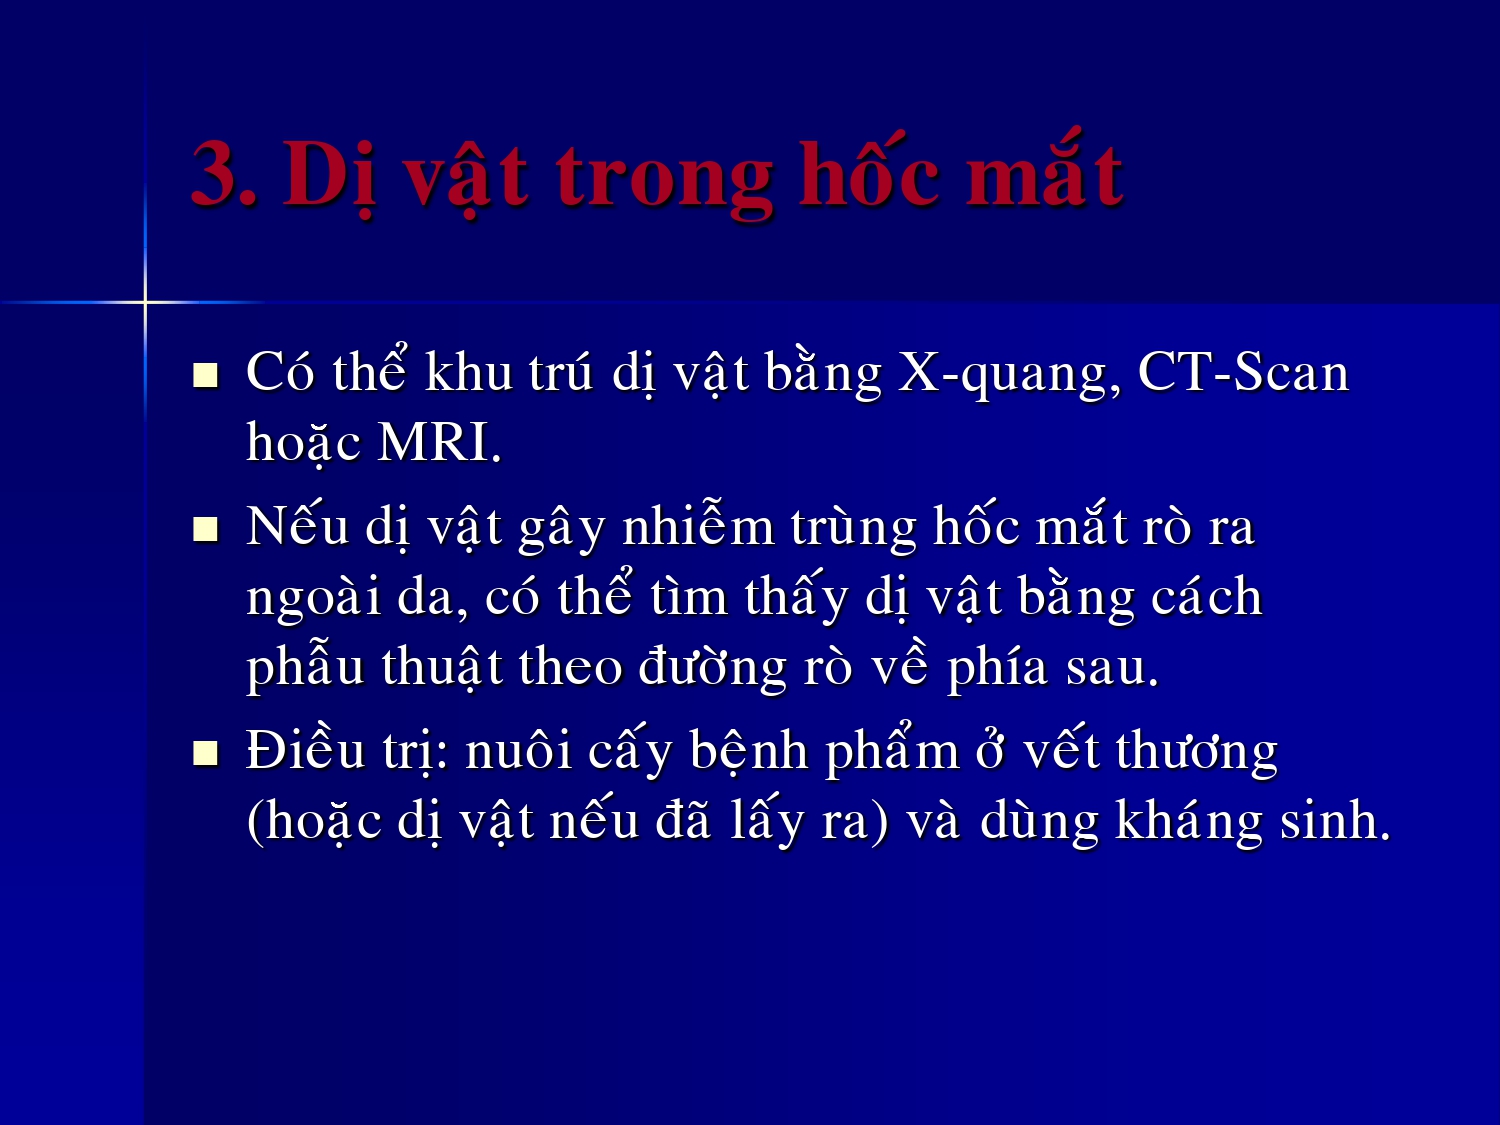 3. Dị vật trong hốc mắt
Có thể khu trú dị vật bằng X-quang, CT-Scan
hoặc MRI.
Nếu dị vật gây nhiễm trùng hốc mắt rò ra
ngoài da, có thể tìm thấy dị vật bằng cách
phẫu thuật theo đường rò về phía sau.
Điều trị: nuôi cấy bệnh phẩm ở vết thương
(hoặc dị vật nếu đã lấy ra) và dùng kháng sinh.